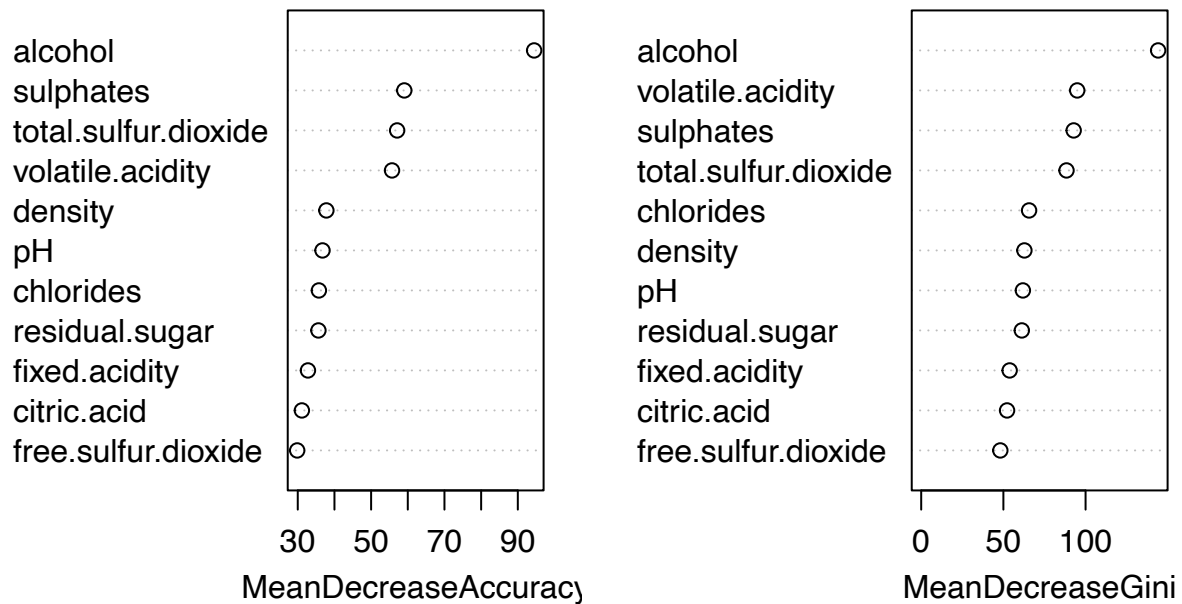 alcohol
sulphates
total.sulfur.dioxide
volatile.acidity
density
pH
chlorides
residual.sugar
fixed.acidity
citric.acid
free.sulfur.dioxide
30 50 70 90
MeanDecreaseAccuracy
alcohol
volatile.acidity
sulphates
total.sulfur.dioxide
chlorides
density
pH
residual.sugar
fixed.acidity
citric.acid
free.sulfur.dioxide
0 50 100
MeanDecreaseGini